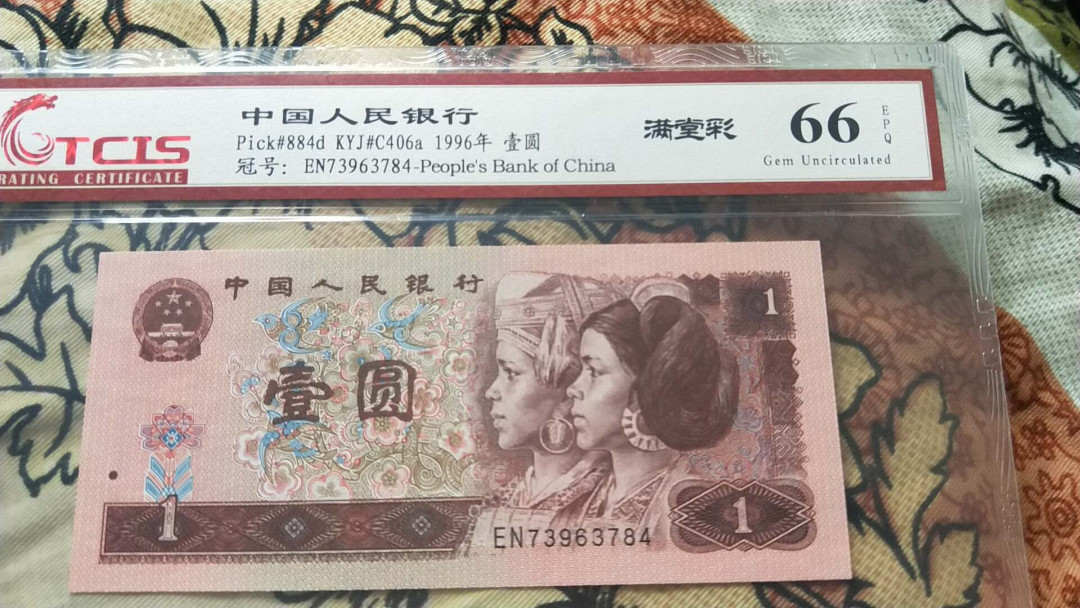 中国人民银行
Pick#884d KYJ#C406a 1996年 壹圆
冠号: EN73963784-People's Bank of China
TCIS
RATING CERTIFICATE
满堂彩
66
EPQ
Gem Uncirculated
中国人民银行
1
壹圆
1
EN73963784
1